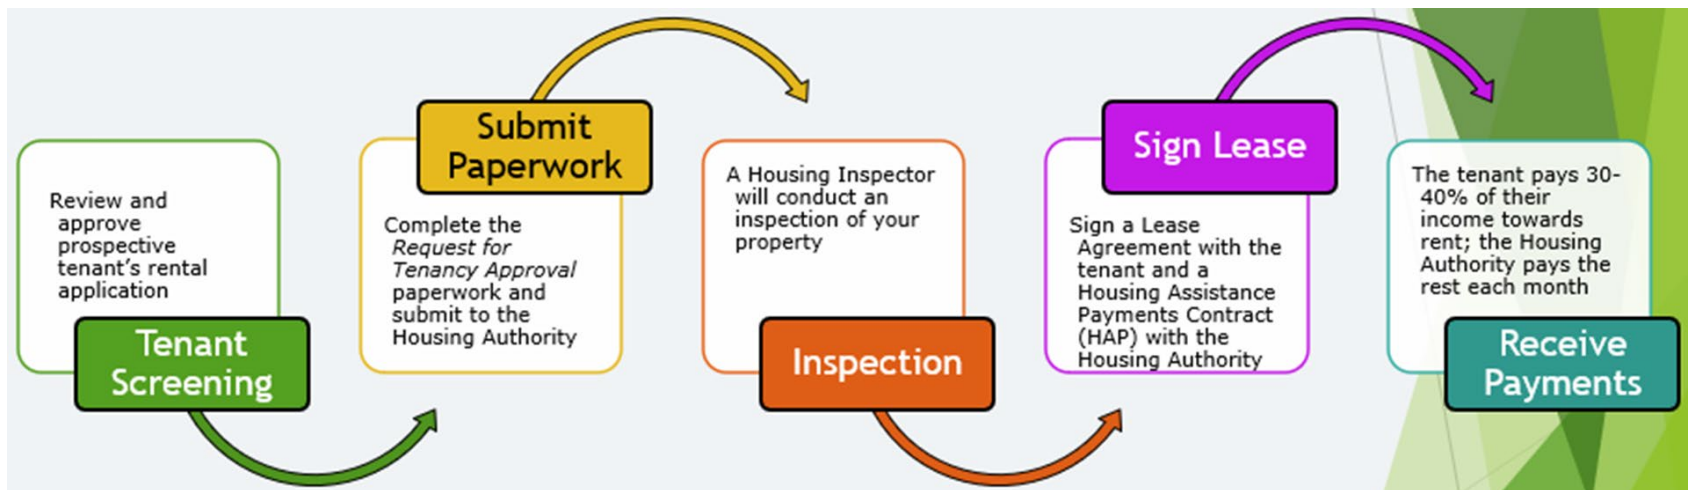 Review and
approve
prospective
tenant's rental
application
Tenant
Screening
Submit
Paperwork
Complete the
Request for
Tenancy Approval
paperwork and
submit to the
Housing Authority
A Housing Inspector
will conduct an
inspection of your
property
Inspection
Sign Lease
Sign a Lease
Agreement with the
tenant and a
Housing Assistance
Payments Contract
(HAP) with the
Housing Authority
The tenant pays 30-
40% of their
income towards
rent; the Housing
Authority pays the
rest each month
Receive
Payments